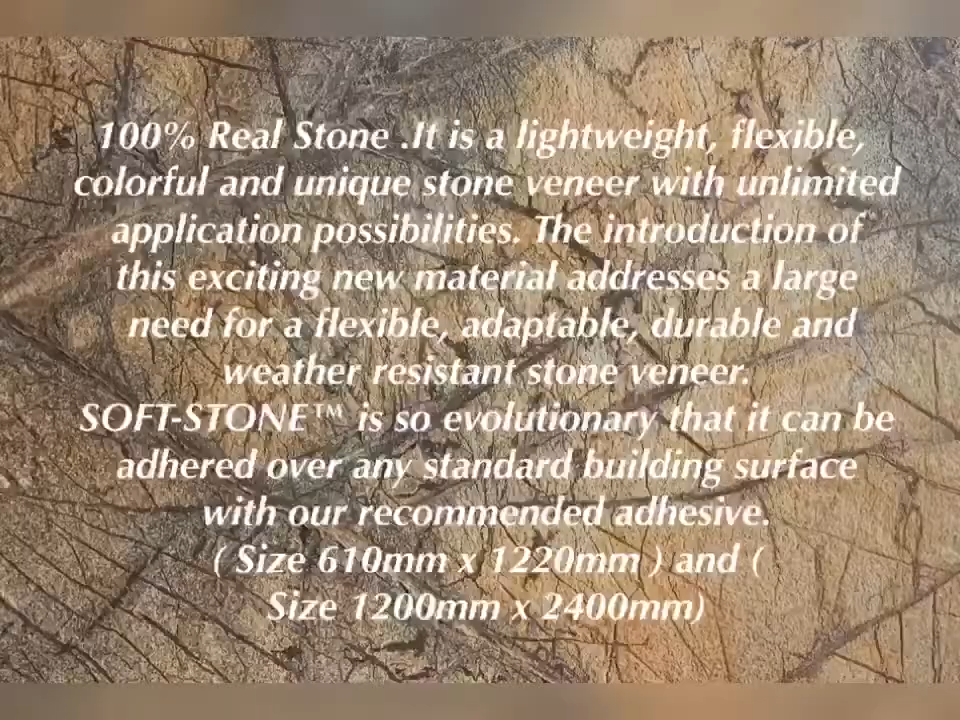 100% Real Stone .It is a lightweight, flexible,
colorful and unique stone veneer with unlimited
application possibilities. The introduction of
this exciting new material addresses a large
need for a flexible, adaptable, durable and
weather resistant stone veneer.
SOFT-STONE™ is so evolutionary that it can be
adhered over any standard building surface
with our recommended adhesive.
( Size 610mm x 1220mm ) and (
Size 1200mm x 2400mm)